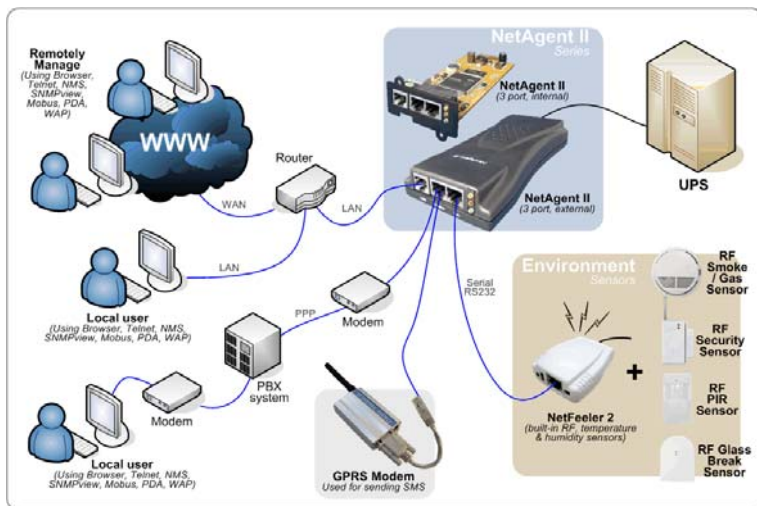 Remotely
Manage
(Using Browser,
Telnet, NMS,
SNMPview,
Mobus, PDA,
WAP)
WWW
Router
WAN
LAN
LAN
NetAgent II
Series
NetAgent II
(3 port, internal)
NetAgent II
(3 port, external)
UPS
Local user
(Using Browser, Telnet, NMS,
SNMPview, Mobus, PDA, WAP)
PPP
Modem
PBX
system
Modem
Local user
(Using Browser, Telnet, NMS,
SNMPview, Mobus, PDA, WAP)
GPRS Modem
Used for sending SMS
Serial
RS232
Environment
Sensors
NetFeeler 2
(built-in RF, temperature
& humidity sensors)
+
RF
Smoke
/ Gas
Sensor
RF
Security
Sensor
RF
PIR
Sensor
RF Glass
Break
Sensor